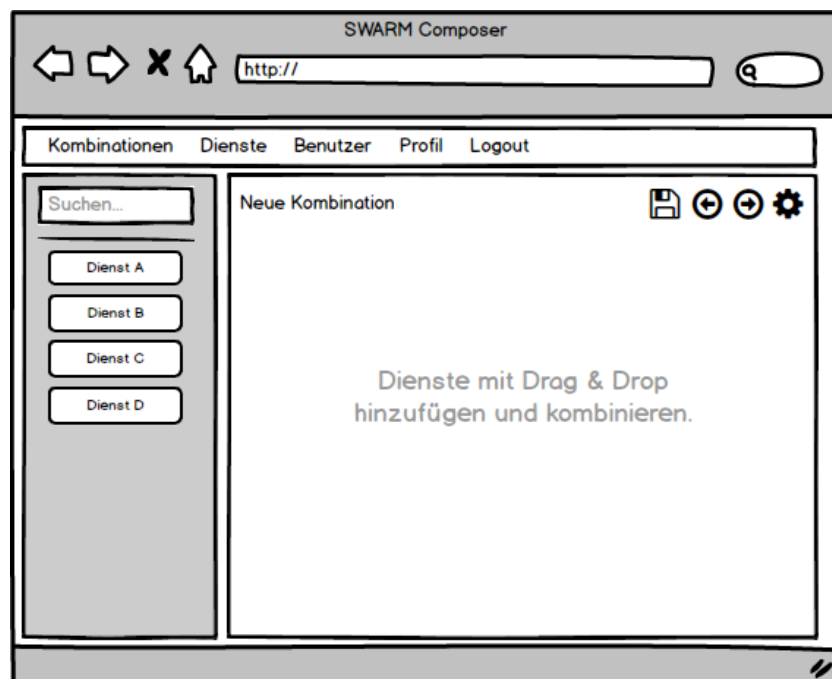 SWARM Composer
http://
Kombinationen Dienste Benutzer Profil Logout
Suchen...
Dienst A
Dienst B
Dienst C
Dienst D
Neue Kombination
Dienste mit Drag & Drop
hinzufügen und kombinieren.